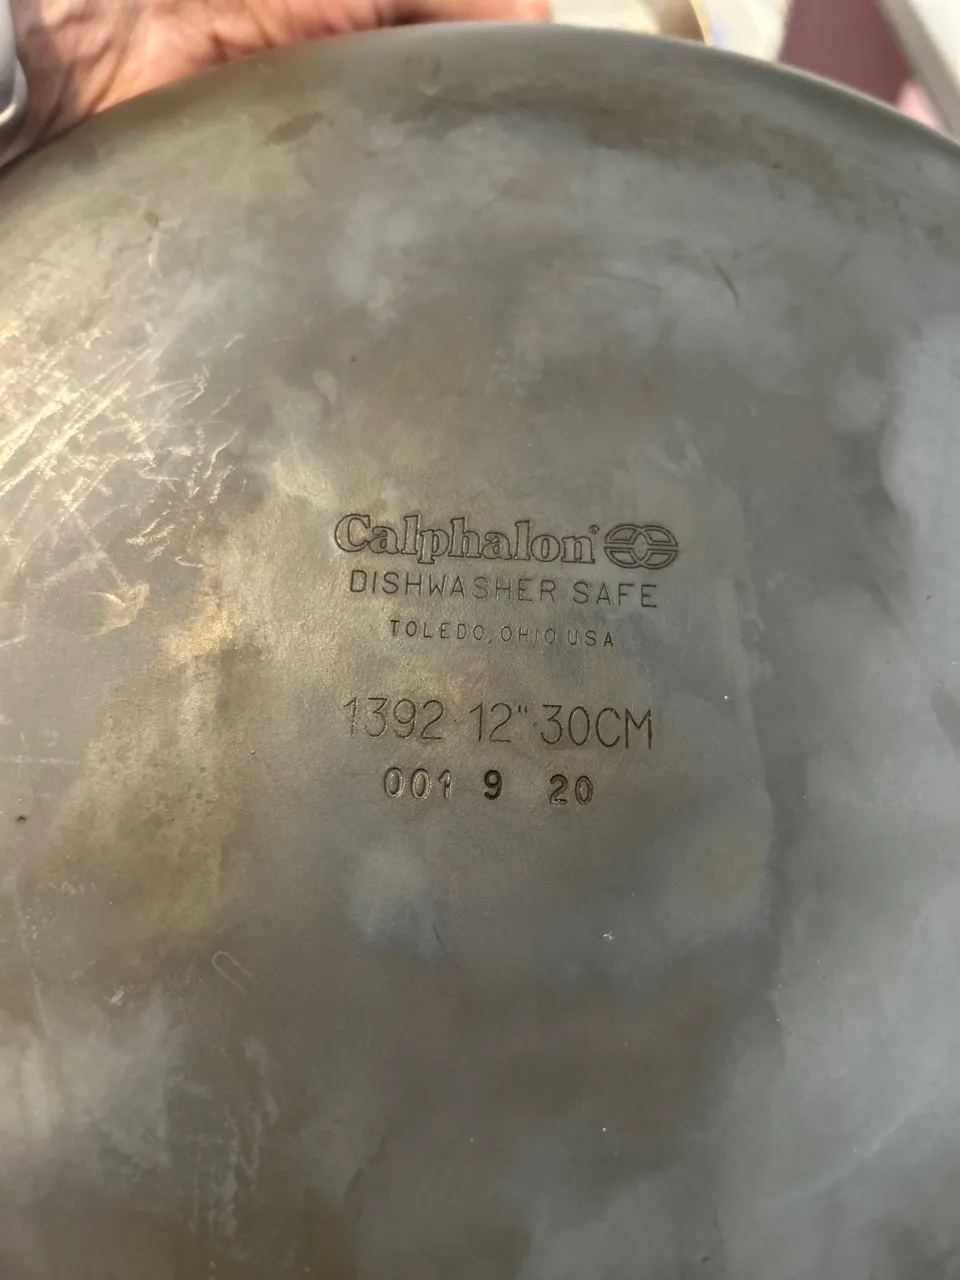 Calphalon®
DISHWASHER SAFE
TOLEDO, OHIO USA
1392 12" 30CM
001 9 20